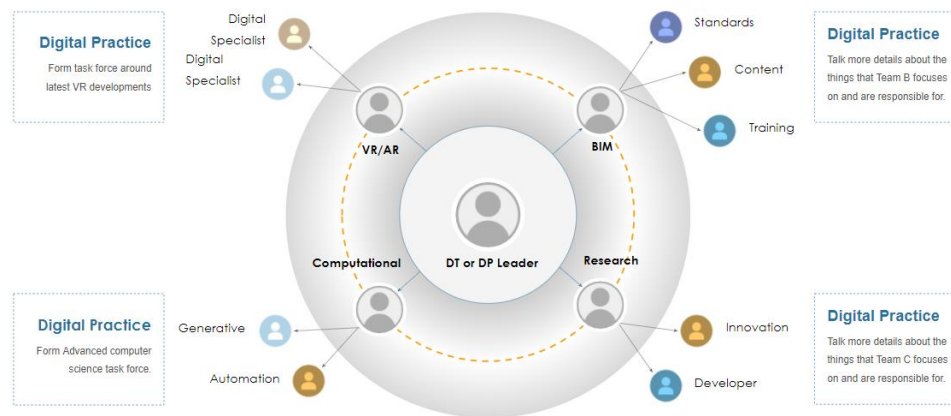 Digital Practice
Form task force around
latest VR developments
Digital
Specialist
Digital
Specialist
VR/AR
Standards
Content
Training
BIM
Digital Practice
Talk more details about the
things that Team B focuses
on and are responsible for.
DT or DP Leader
Computational
Research
Digital Practice
Form Advanced computer
science task force.
Generative
Automation
Innovation
Developer
Digital Practice
Talk more details about the
things that Team C focuses
on and are responsible for.